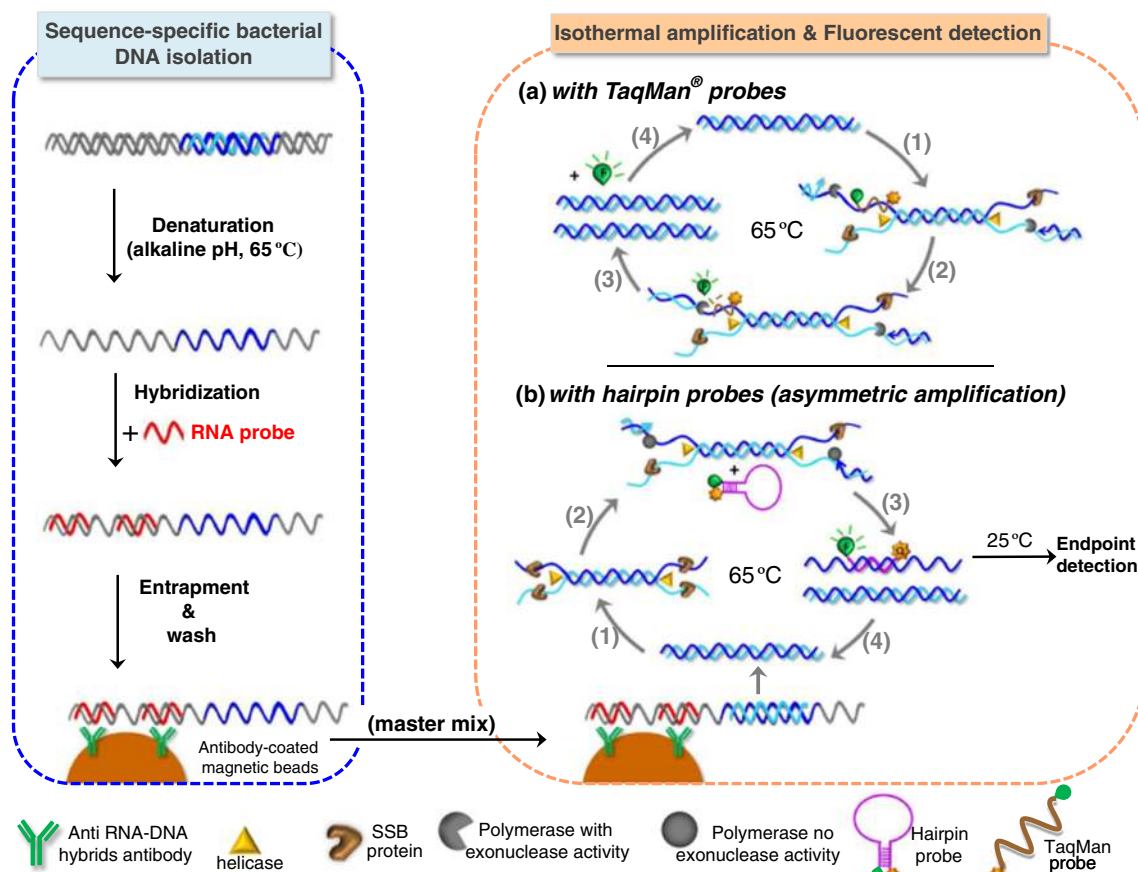 Sequence-specific bacterial
DNA isolation
Denaturation
(alkaline pH, 65 ºC)
Hybridization
+ RNA probe
Entrapment
&
wash
Antibody-coated
magnetic beads
(master mix)
Isothermal amplification & Fluorescent detection
(a) with TaqMan® probes
(4)
(1)
+ F
65 ºC
(3)
(2)
F
(b) with hairpin probes (asymmetric amplification)
+
(2)
(3)
F
25 ºC
Endpoint
detection
65 ºC
(1)
(4)
Anti RNA-DNA
hybrids antibody
helicase
SSB
protein
Polymerase with
exonuclease activity
Polymerase no
exonuclease activity
Hairpin
probe
TaqMan
probe